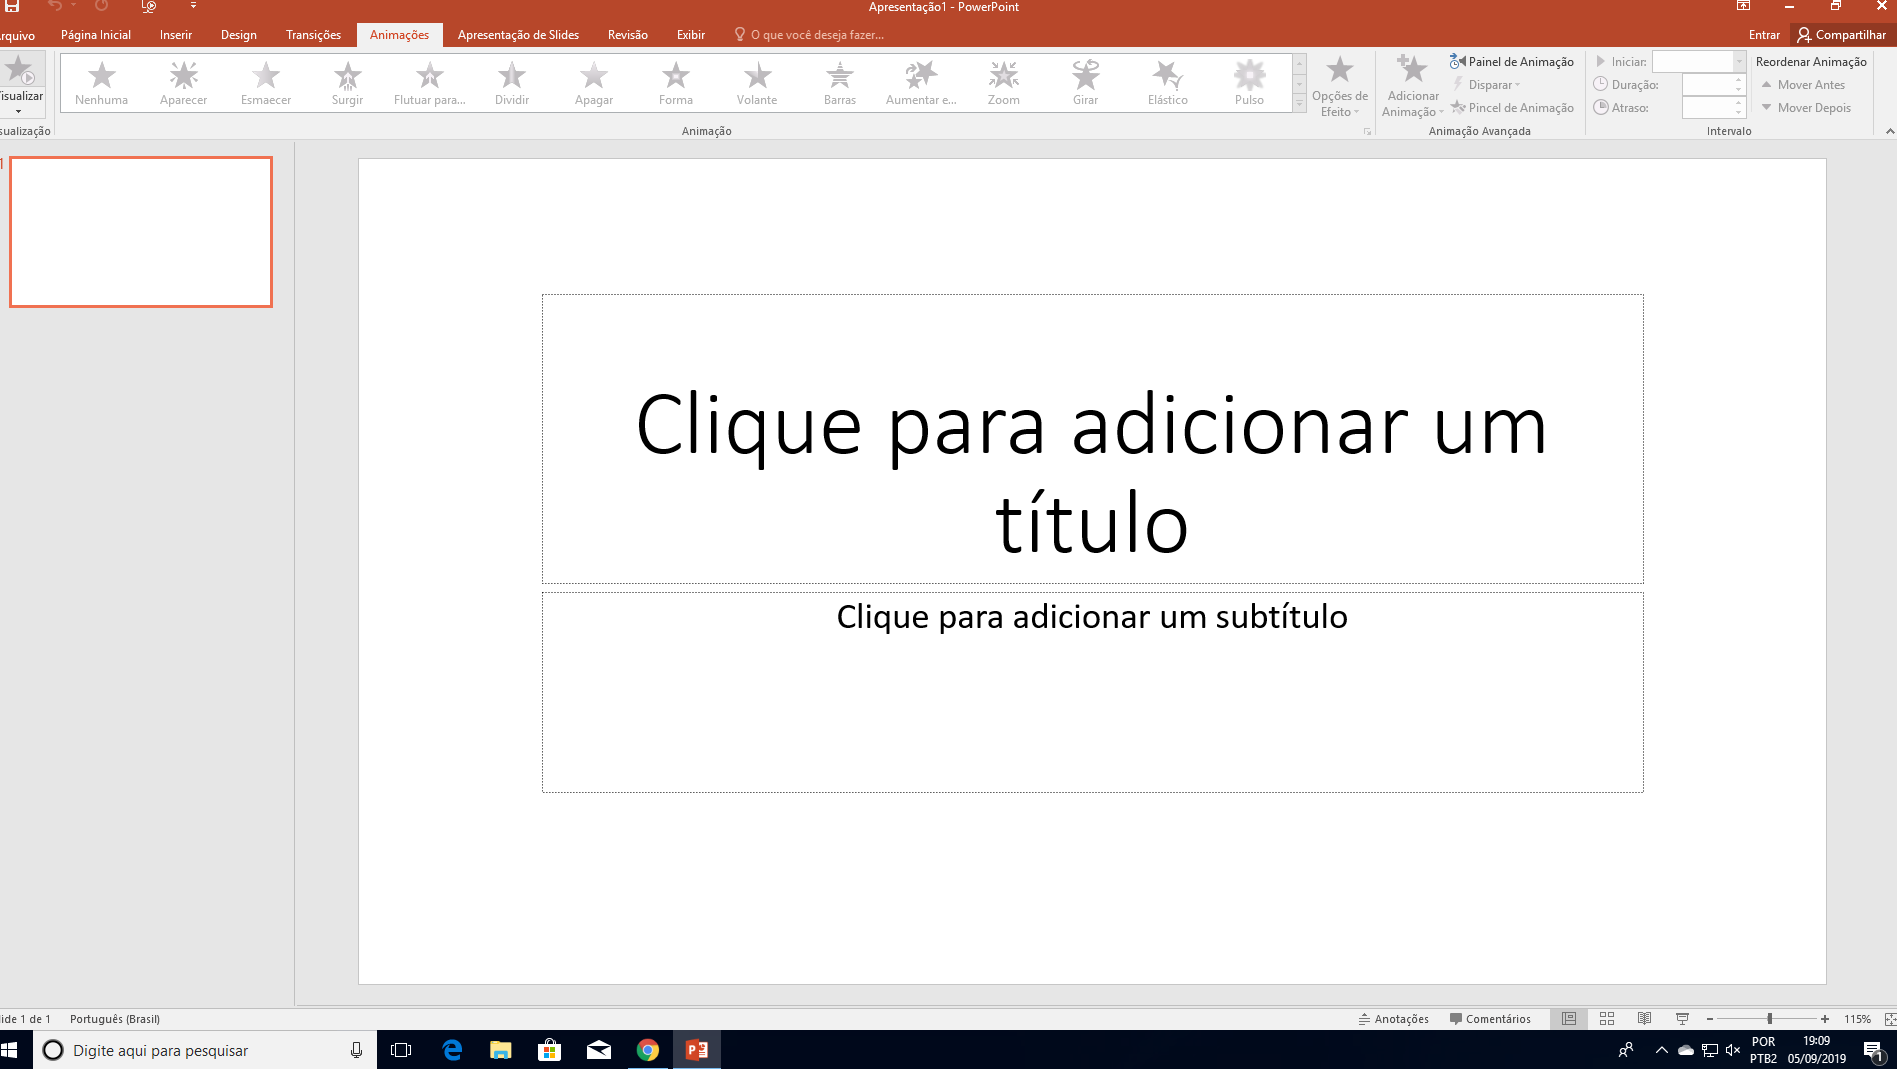 Apresentação1 - PowerPoint
rquivo Página Inicial Inserir Design Transições Animações Apresentação de Slides Revisão Exibir O que você deseja fazer... Entrar Compartilhar
Visualizar
Nenhuma Aparecer Esmaecer Surgir Flutuar para... Dividir Apagar Forma Volante Barras Aumentar e... Zoom Girar Elástico Pulso
Opções de Efeito
Adicionar Animação
Painel de Animação
Disparar
Pincel de Animação
Iniciar:
Duração:
Atraso:
Reordenar Animação
Mover Antes
Mover Depois
sualização Animação Animação Avançada Intervalo
1
Clique para adicionar um
título
Clique para adicionar um subtítulo
lide 1 de 1 Português (Brasil) Anotações Comentários 115%
Digite aqui para pesquisar
POR
PTB2
19:09
05/09/2019
1